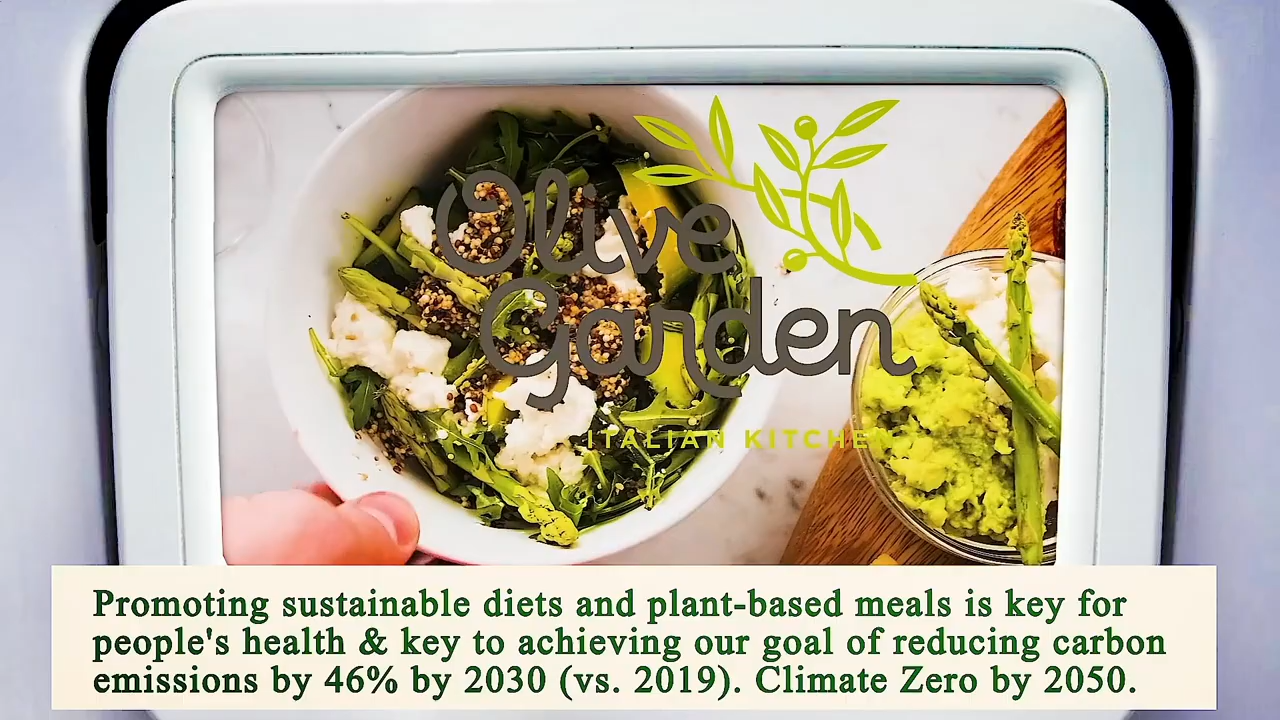 Olive
Garden
ITALIAN KITCHEN
Promoting sustainable diets and plant-based meals is key for
people's health & key to achieving our goal of reducing carbon
emissions by 46% by 2030 (vs. 2019). Climate Zero by 2050.